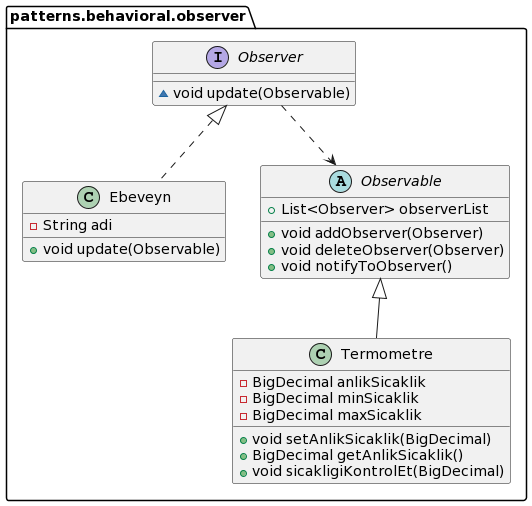 patterns.behavioral.observer
I Observer
void update(Observable)
C Ebeveyn
String adi
void update(Observable)
A Observable
List<Observer> observerList
void addObserver(Observer)
void deleteObserver(Observer)
void notifyToObserver()
C Termometre
BigDecimal anlikSicaklik
BigDecimal minSicaklik
BigDecimal maxSicaklik
void setAnlikSicaklik(BigDecimal)
BigDecimal getAnlikSicaklik()
void sicakligiKontrolEt(BigDecimal)